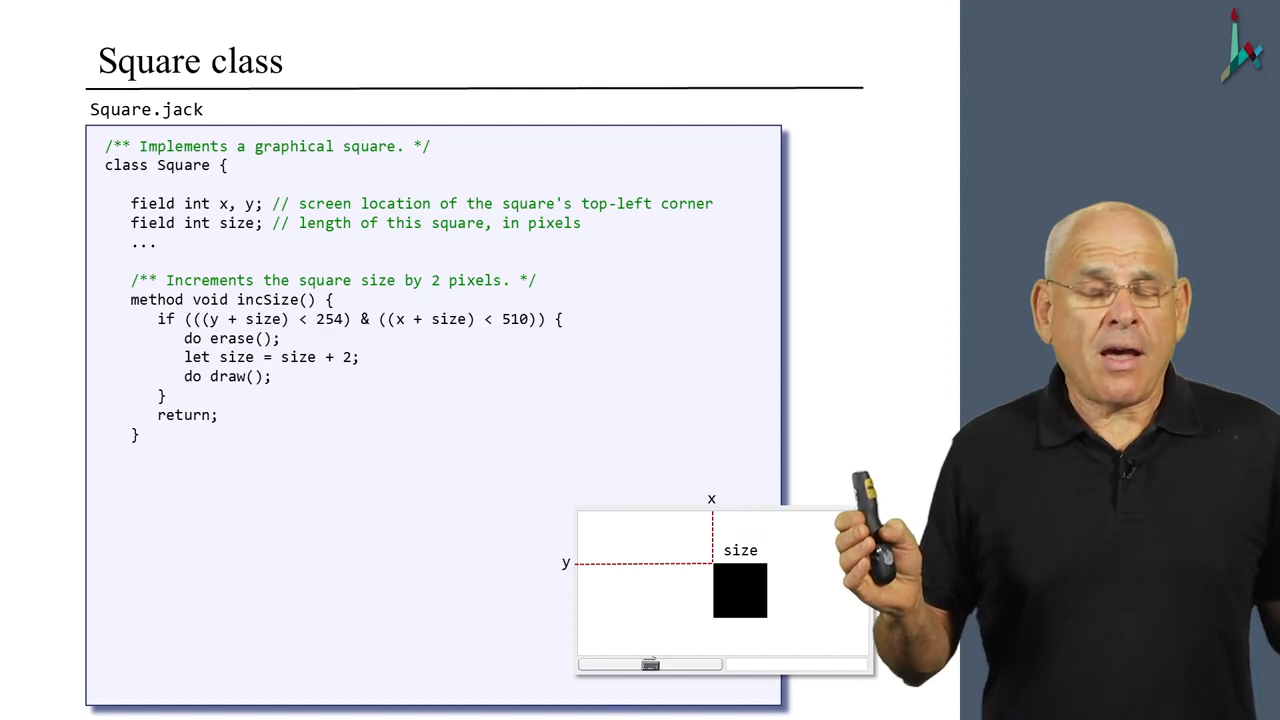 Square class
Square.jack
/** Implements a graphical square. */
class Square {
field int x, y; // screen location of the square's top-left corner
field int size; // length of this square, in pixels
...
/** Increments the square size by 2 pixels. */
method void incSize() {
if (((y + size) < 254) & ((x + size) < 510)) {
do erase();
let size = size + 2;
do draw();
}
return;
}
x
size
y